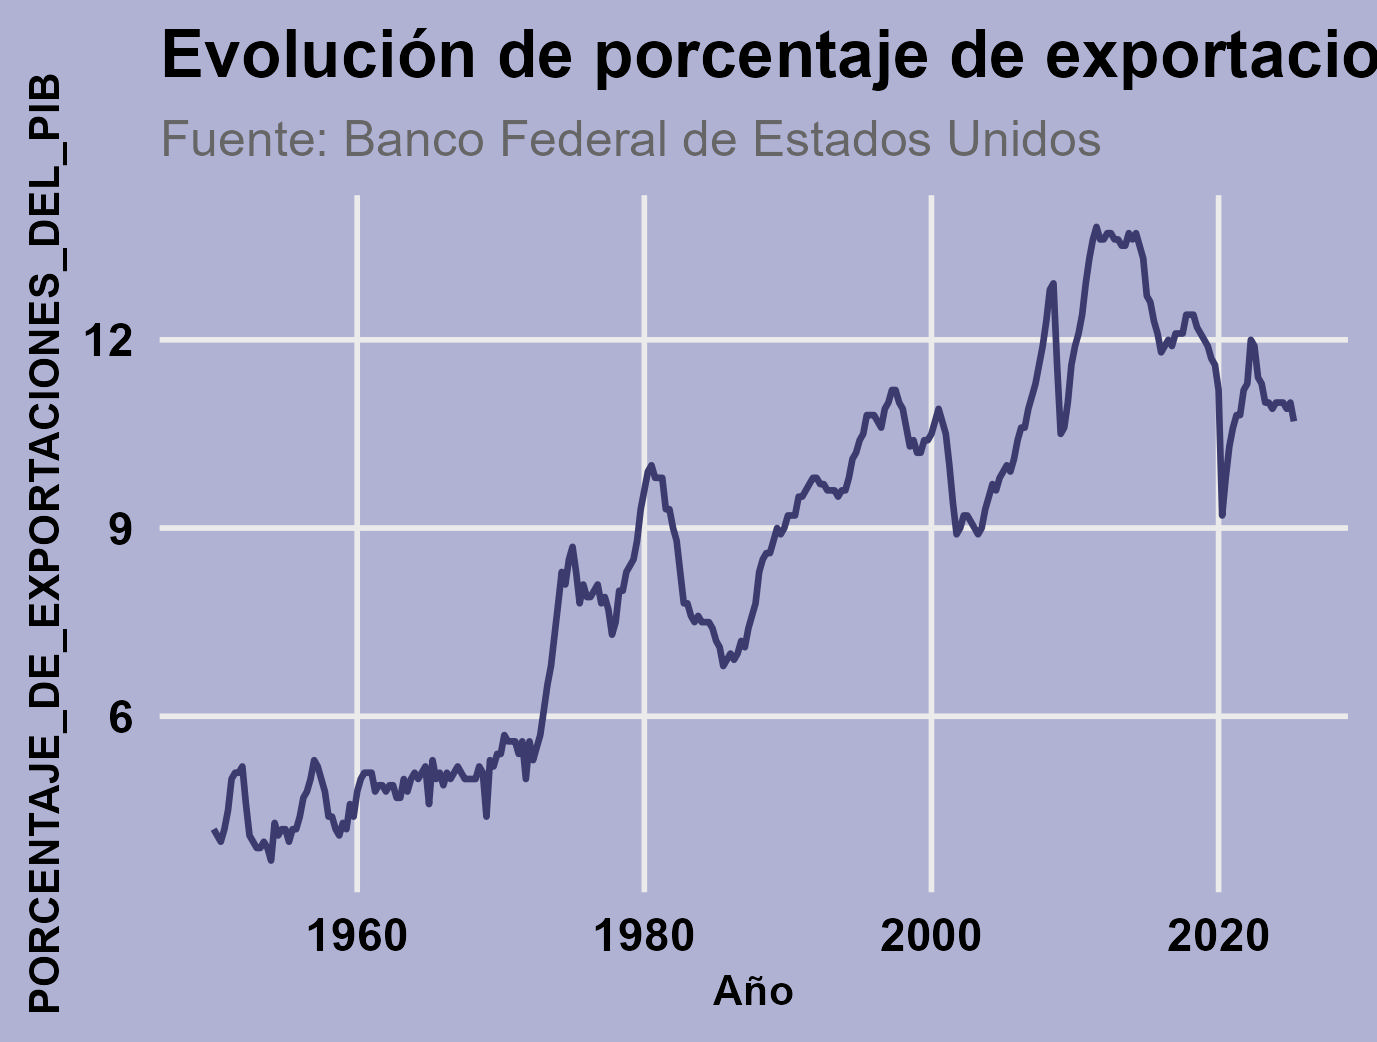 Evolución de porcentaje de exportacio
Fuente: Banco Federal de Estados Unidos
PORCENTAJE_DE_EXPORTACIONES_DEL_PIB
12
9
6
1960 1980 2000 2020
Año